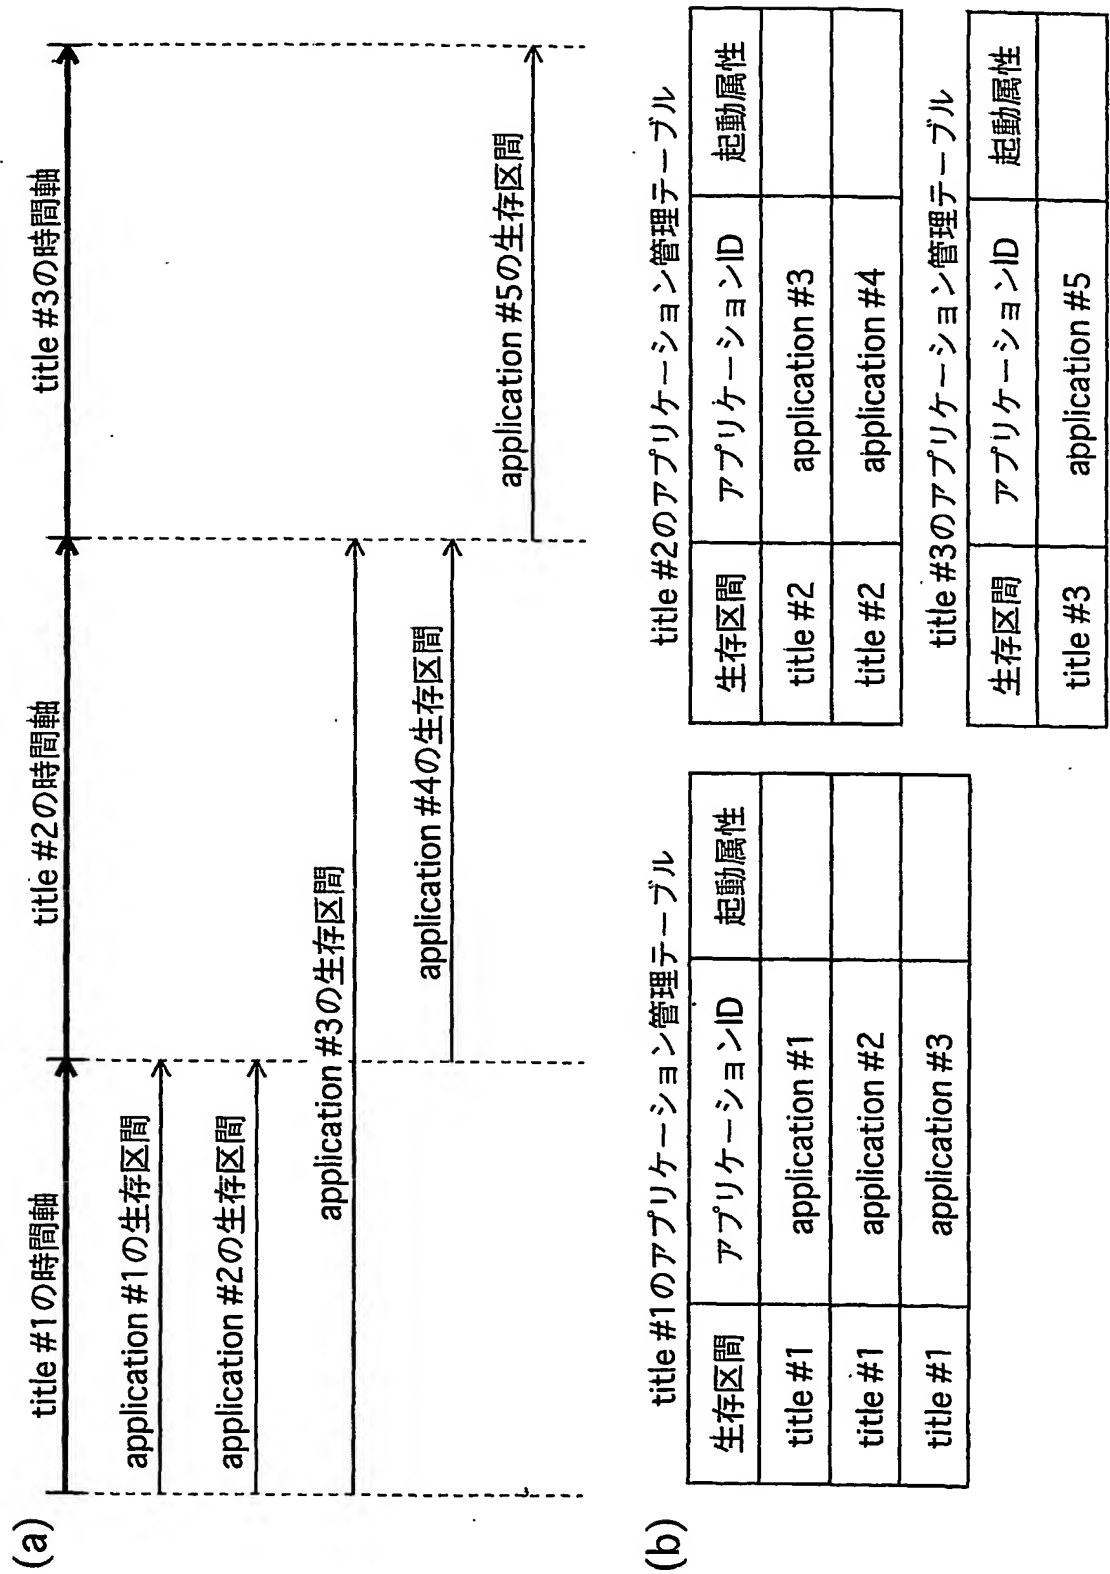 (a)
title #1の時間軸
title #2の時間軸
title #3の時間軸
application #1の生存区間
application #2の生存区間
application #3の生存区間
application #4の生存区間
application #5の生存区間
(b)
title #1のアプリケーション管理テーブル
生存区間 アプリケーションID 起動属性
title #1 application #1
title #1 application #2
title #1 application #3
title #2のアプリケーション管理テーブル
生存区間 アプリケーションID 起動属性
title #2 application #3
title #2 application #4
title #3のアプリケーション管理テーブル
生存区間 アプリケーションID 起動属性
title #3 application #5